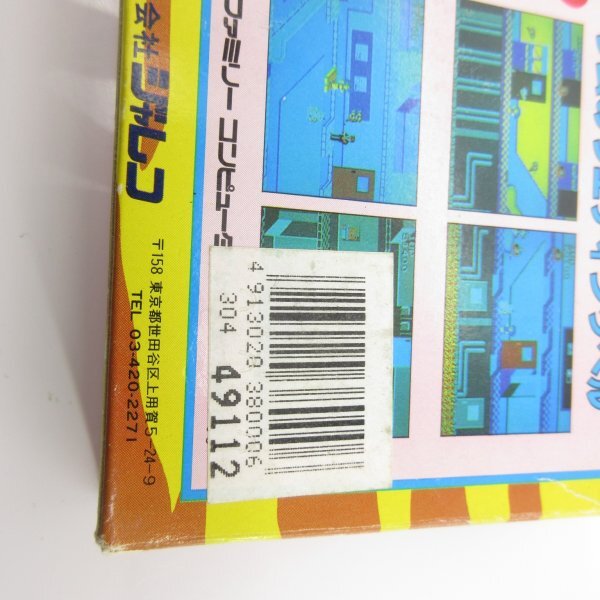 会社ジャレコ
〒158 東京都世田谷区上用賀5-24-9
TEL 03-420-2271
ファミリー コンピュータ
4 913020 380006
304 49112